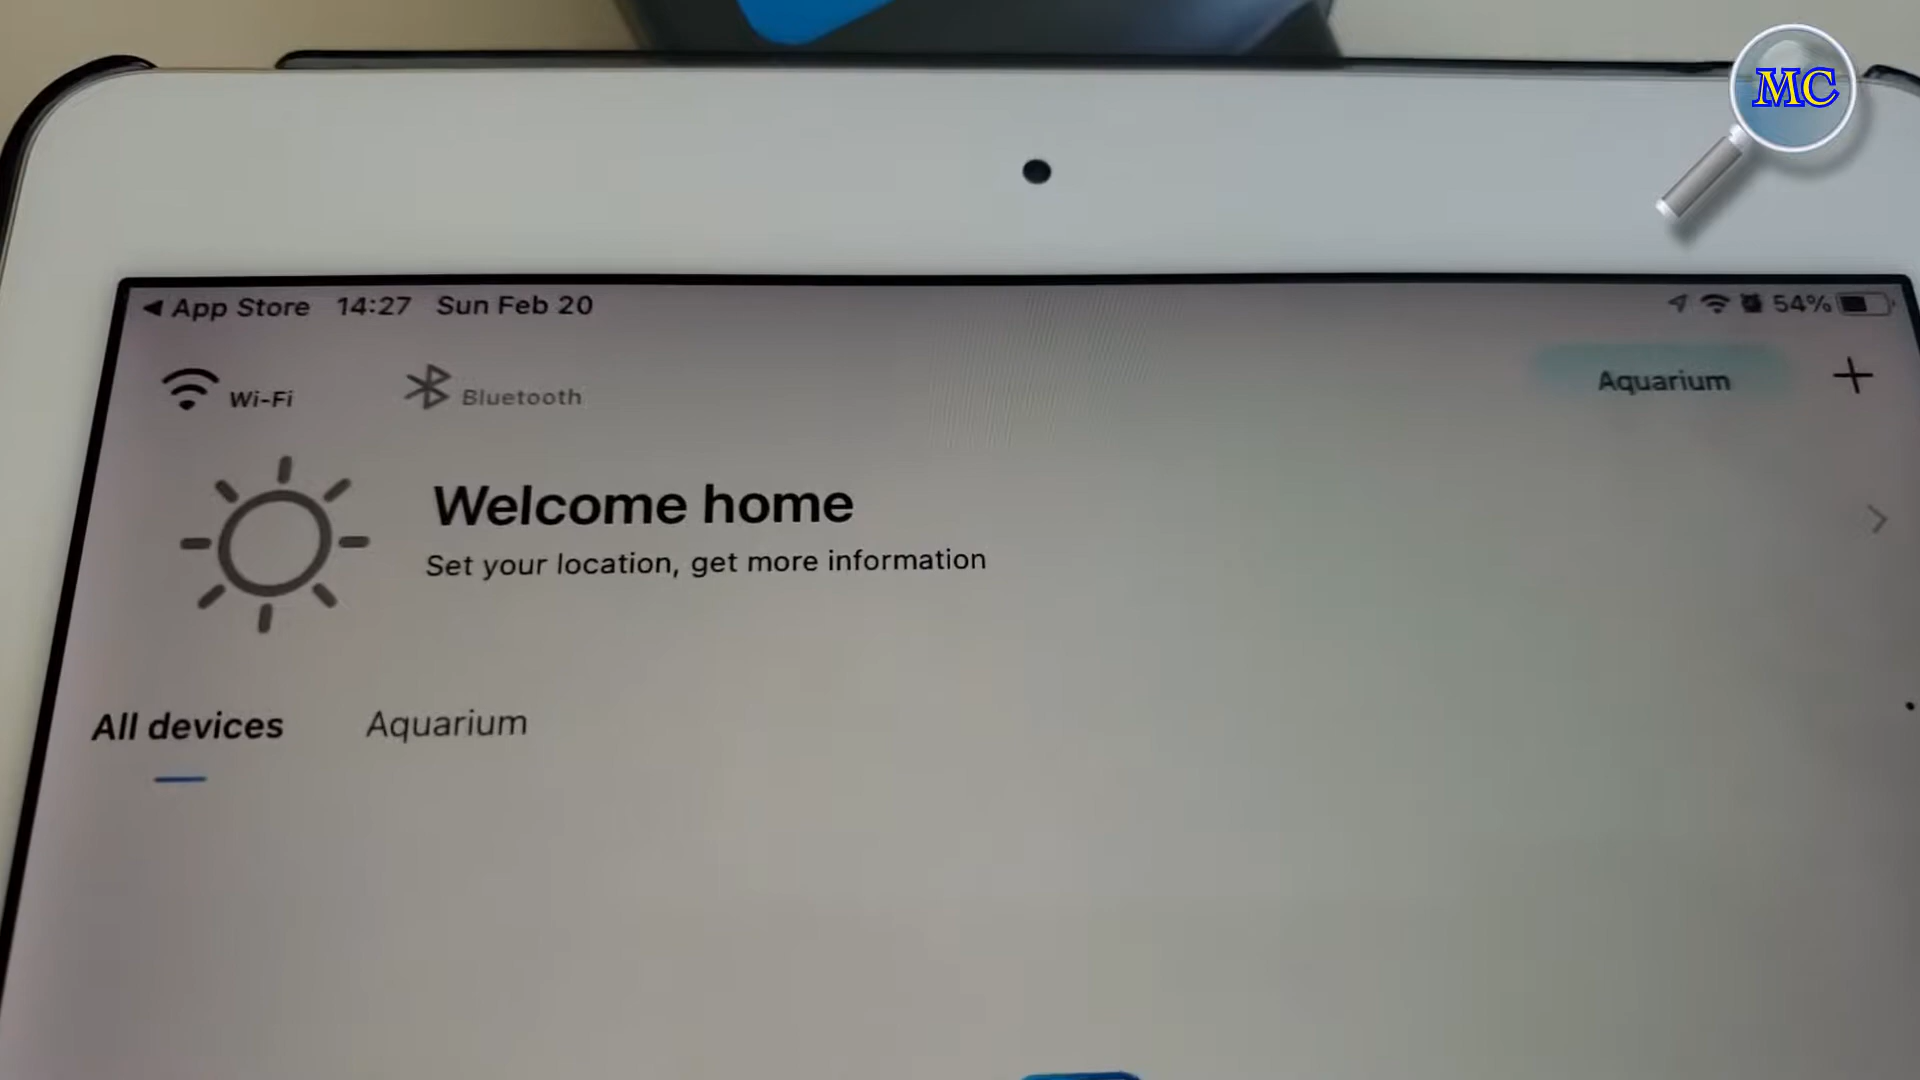 MC
App Store 14:27 Sun Feb 20 54%
Wi-Fi Bluetooth Aquarium
Welcome home
Set your location, get more information
All devices Aquarium